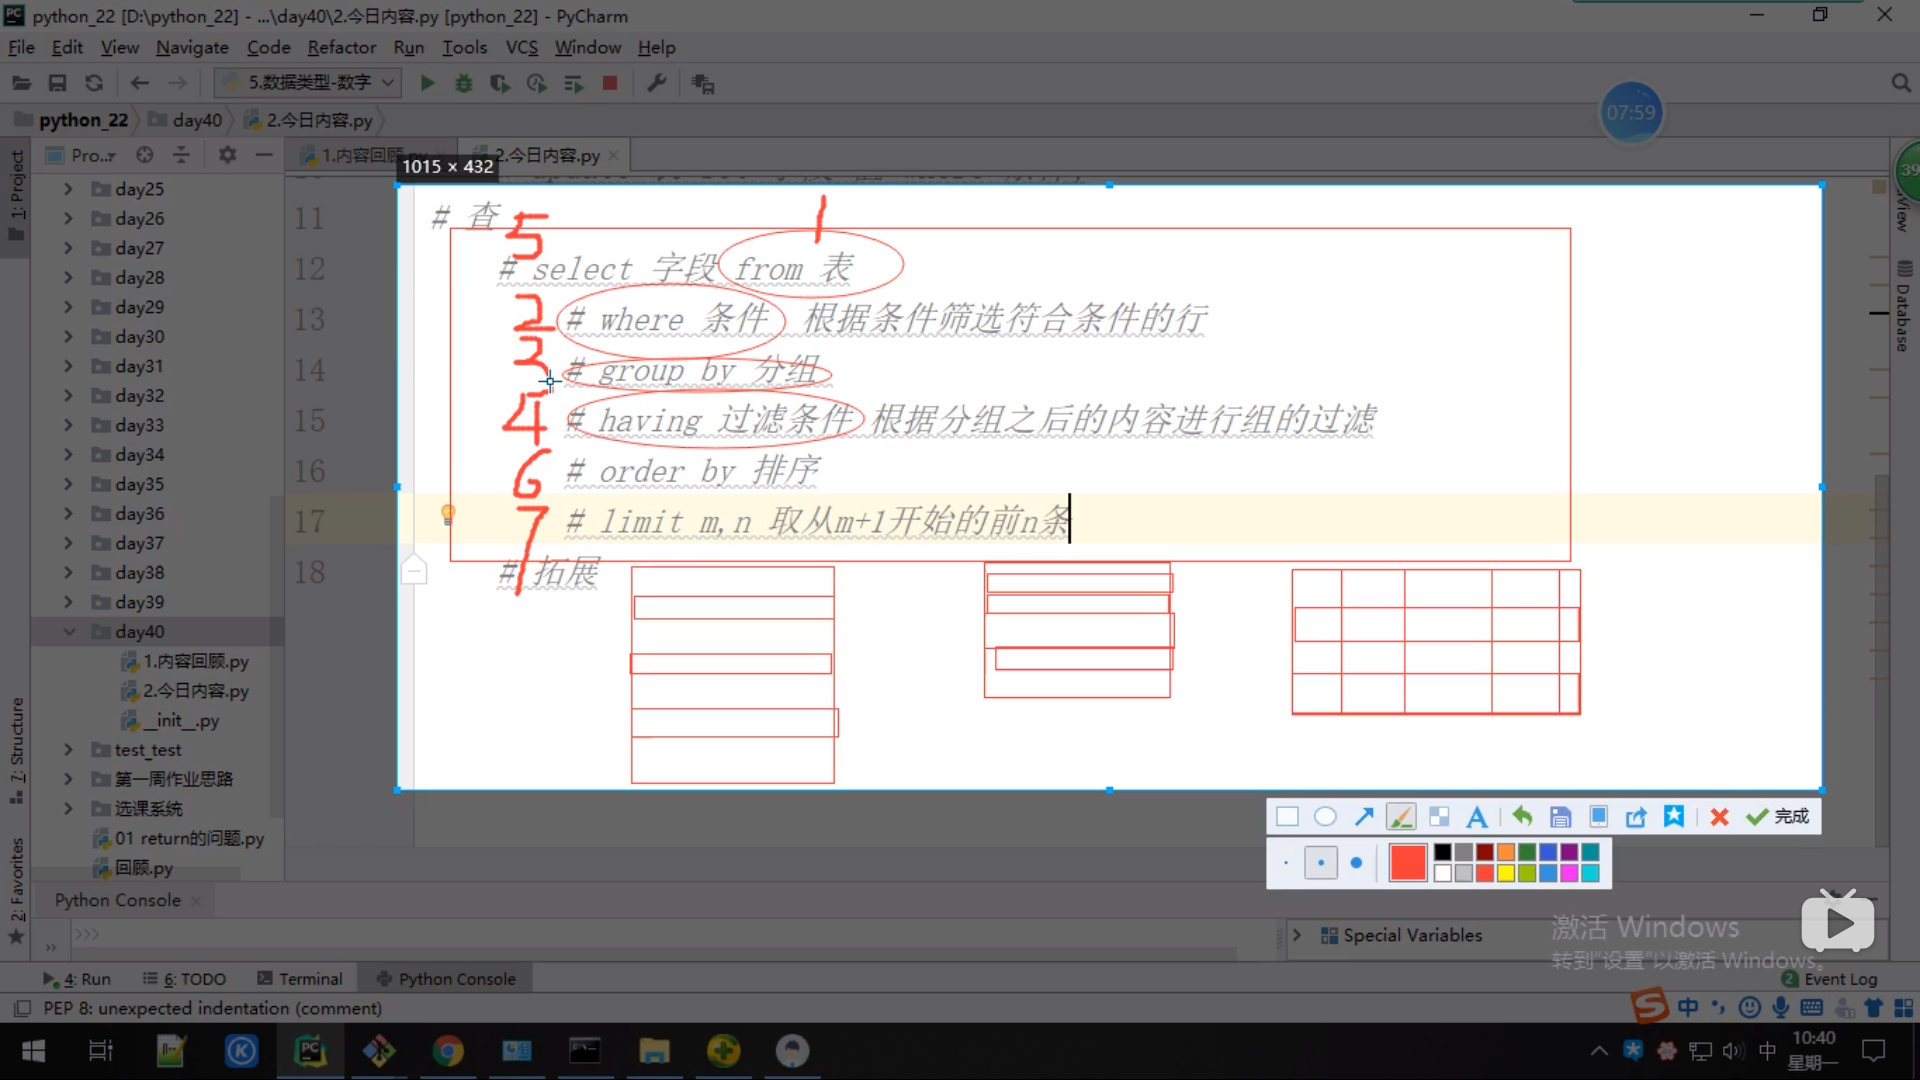 python_22 [D:\python_22] - ...\day40\2.今日内容.py [python_22] - PyCharm
File Edit View Navigate Code Refactor Run Tools VCS Window Help
5.数据类型-数字
07:59
python_22 day40 2.今日内容.py
1: Project
Pro..
1.内容回顾
2.今日内容.py
1015 × 432
39
day25
day26
day27
day28
day29
day30
day31
day32
day33
day34
day35
day36
day37
day38
day39
day40
1.内容回顾.py
2.今日内容.py
__init__.py
test_test
第一周作业思路
选课系统
01 return的问题.py
回顾.py
11 # 查
5 1
12 # select 字段 from 表
13 2 # where 条件 根据条件筛选符合条件的行
14 3 # group by 分组
15 4 # having 过滤条件 根据分组之后的内容进行组的过滤
16 6 # order by 排序
17 7 # limit m,n 取从m+1开始的前n条
18 # 拓展
View
Database
7: Structure
2: Favorites
A 完成
Python Console
>>>
Special Variables
激活 Windows
转到"设置"以激活 Windows。
4: Run 6: TODO Terminal Python Console 2 Event Log
PEP 8: unexpected indentation (comment)
S 中
PC
K
中
10:40
星期一